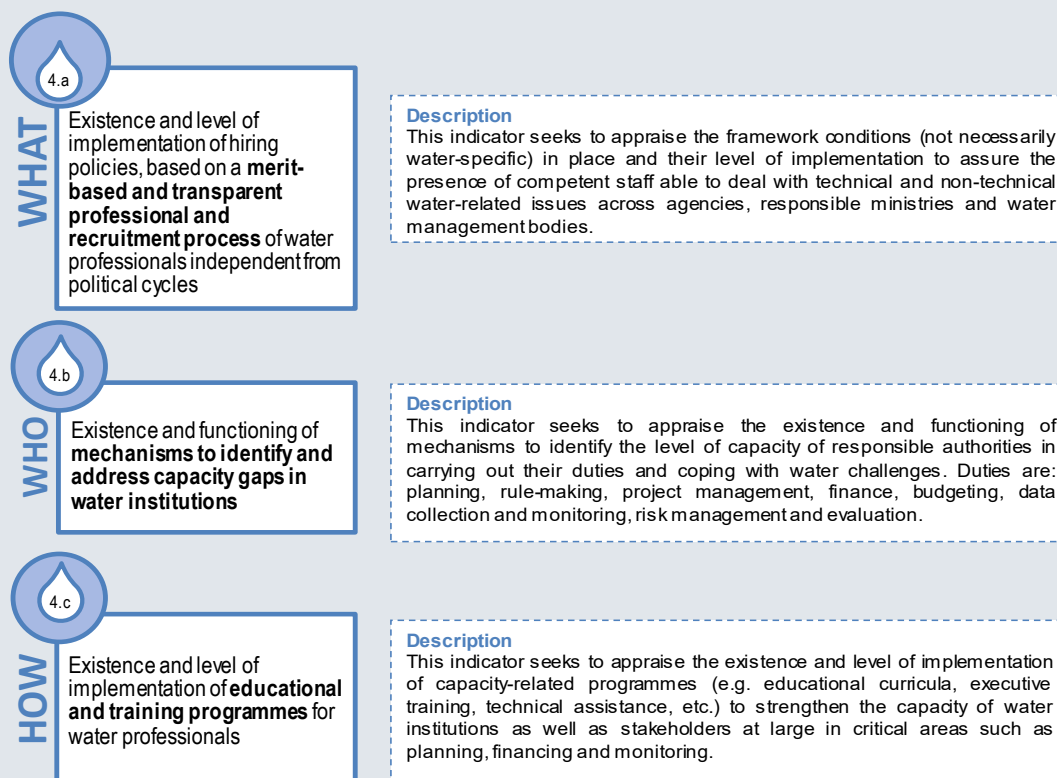 4.a
WHAT
Existence and level of
implementation of hiring
policies, based on a merit-
based and transparent
professional and
recruitment process of water
professionals independent from
political cycles
Description
This indicator seeks to appraise the framework conditions (not necessarily
water-specific) in place and their level of implementation to assure the
presence of competent staff able to deal with technical and non-technical
water-related issues across agencies, responsible ministries and water
management bodies.
4.b
WHO
Existence and functioning of
mechanisms to identify and
address capacity gaps in
water institutions
Description
This indicator seeks to appraise the existence and functioning of
mechanisms to identify the level of capacity of responsible authorities in
carrying out their duties and coping with water challenges. Duties are:
planning, rule-making, project management, finance, budgeting, data
collection and monitoring, risk management and evaluation.
4.c
HOW
Existence and level of
implementation of educational
and training programmes for
water professionals
Description
This indicator seeks to appraise the existence and level of implementation
of capacity-related programmes (e.g. educational curricula, executive
training, technical assistance, etc.) to strengthen the capacity of water
institutions as well as stakeholders at large in critical areas such as
planning, financing and monitoring.